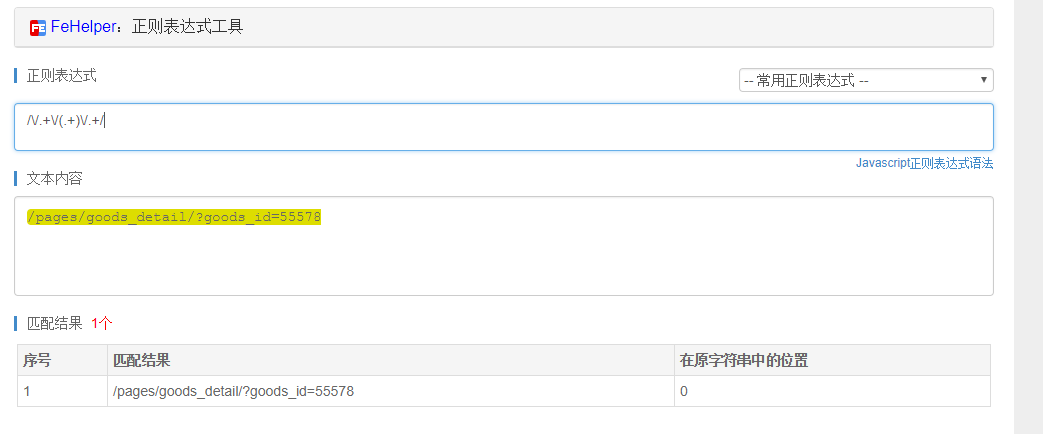 FeHelper：正则表达式工具
正则表达式
-- 常用正则表达式 --
/\/.+\/(.+)\/.+/
Javascript正则表达式语法
文本内容
/pages/goods_detail/?goods_id=55578
匹配结果 1个
序号 匹配结果 在原字符串中的位置
1 /pages/goods_detail/?goods_id=55578 0